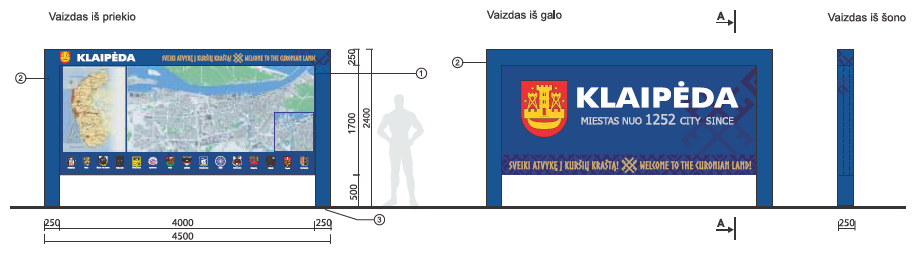 Vaizdas iš priekio
Vaizdas iš galo
A
Vaizdas iš šono
KLAIPĖDA
SVEIKI ATVYKĘ Į KURŠIŲ KRAŠTĄ! WELCOME TO THE CURONIAN LAND!
2
1
250
1700
2400
500
2
KLAIPĖDA
MIESTAS NUO 1252 CITY SINCE
SVEIKI ATVYKĘ Į KURŠIŲ KRAŠTĄ! WELCOME TO THE CURONIAN LAND!
3
250
4000
250
4500
A
250